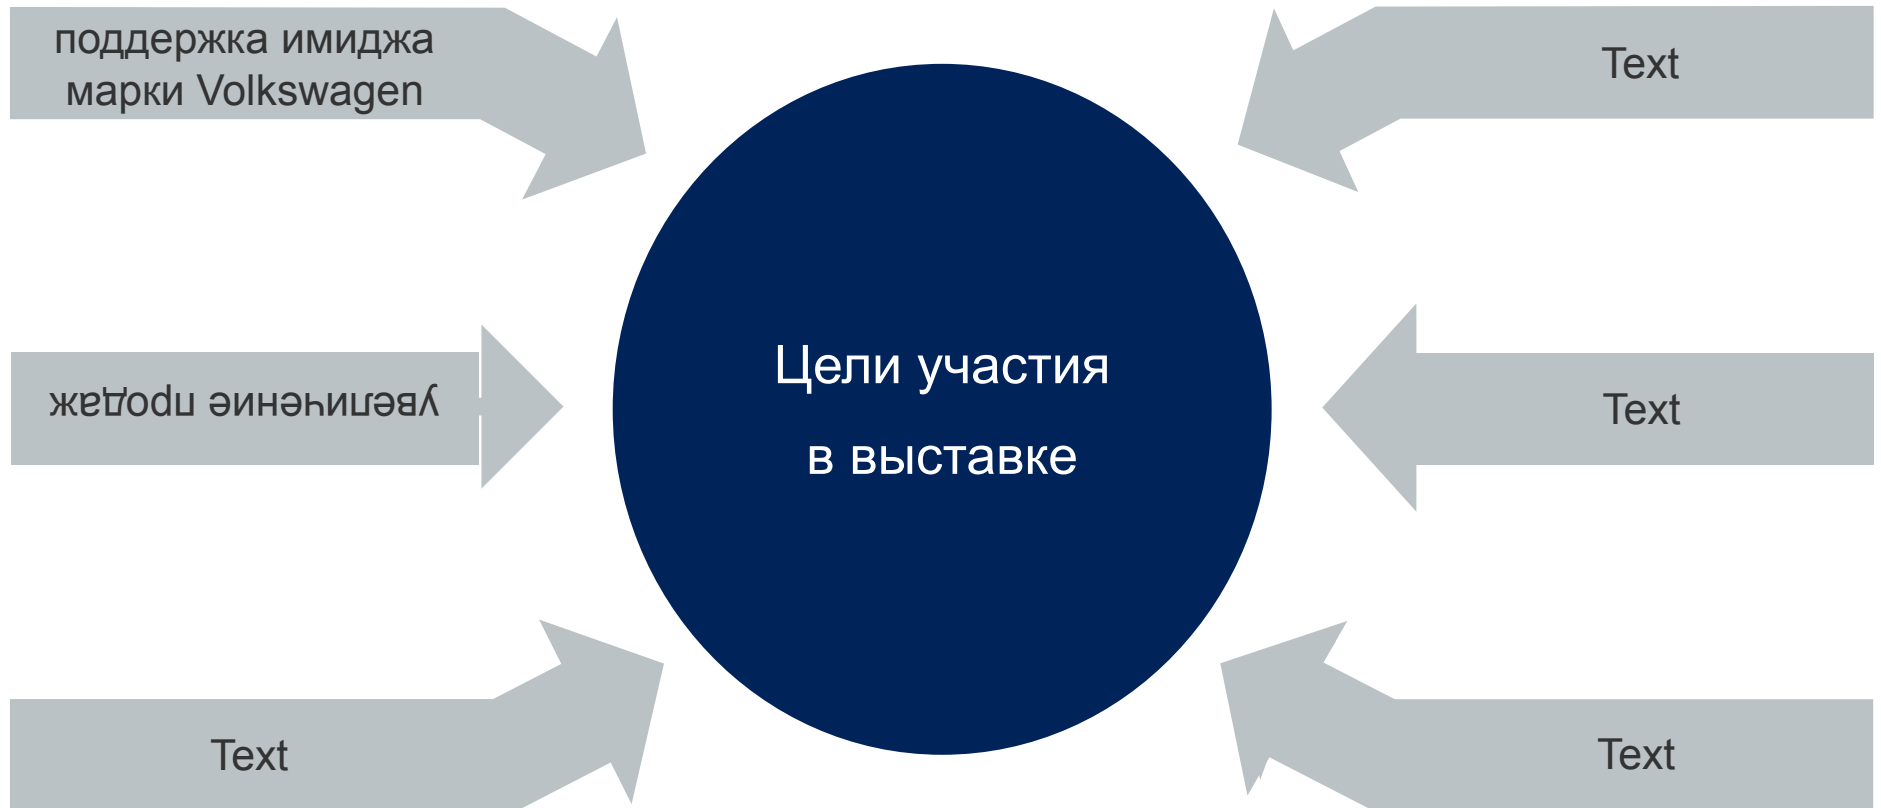 поддержка имиджа
марки Volkswagen
Text
увеличение продаж
Цели участия
в выставке
Text
Text
Text